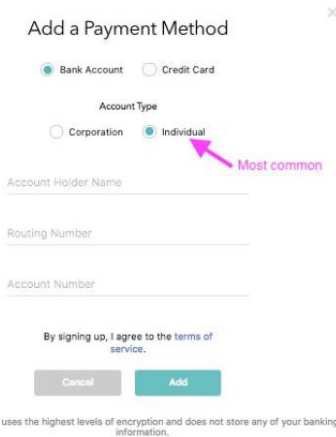 Add a Payment Method
Bank Account Credit Card
Account Type
Corporation Individual
Most common
Account Holder Name
Routing Number
Account Number
By signing up, I agree to the terms of
service.
Cancel Add
uses the highest levels of encryption and does not store any of your banking
information.